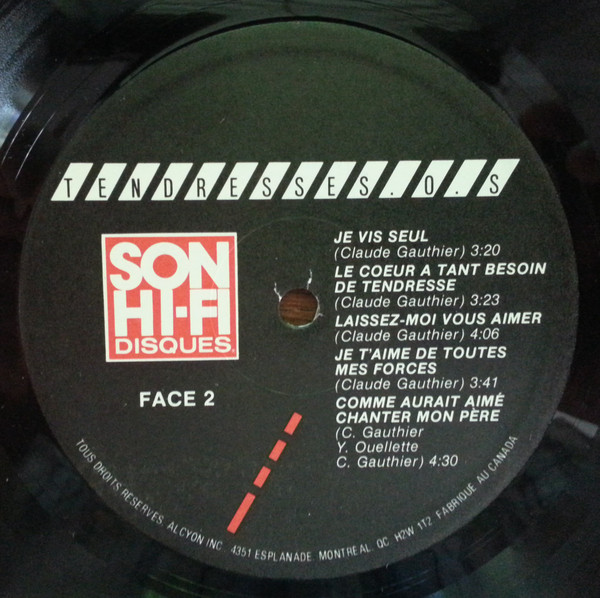 TENDRESSES.O.S
SON
HI-FI
DISQUES
FACE 2
JE VIS SEUL
(Claude Gauthier) 3:20
LE COEUR A TANT BESOIN
DE TENDRESSE
(Claude Gauthier) 3:23
LAISSEZ-MOI VOUS AIMER
(Claude Gauthier) 4:06
JE T'AIME DE TOUTES
MES FORCES
(Claude Gauthier) 3:41
COMME AURAIT AIMÉ
CHANTER MON PÈRE
(C. Gauthier
Y. Ouellette
C. Gauthier) 4:30
TOUS DROITS RESERVES. ALCYON INC. 4351 ESPLANADE. MONTREAL. QC. H2W 1T2 FABRIQUE AU CANADA